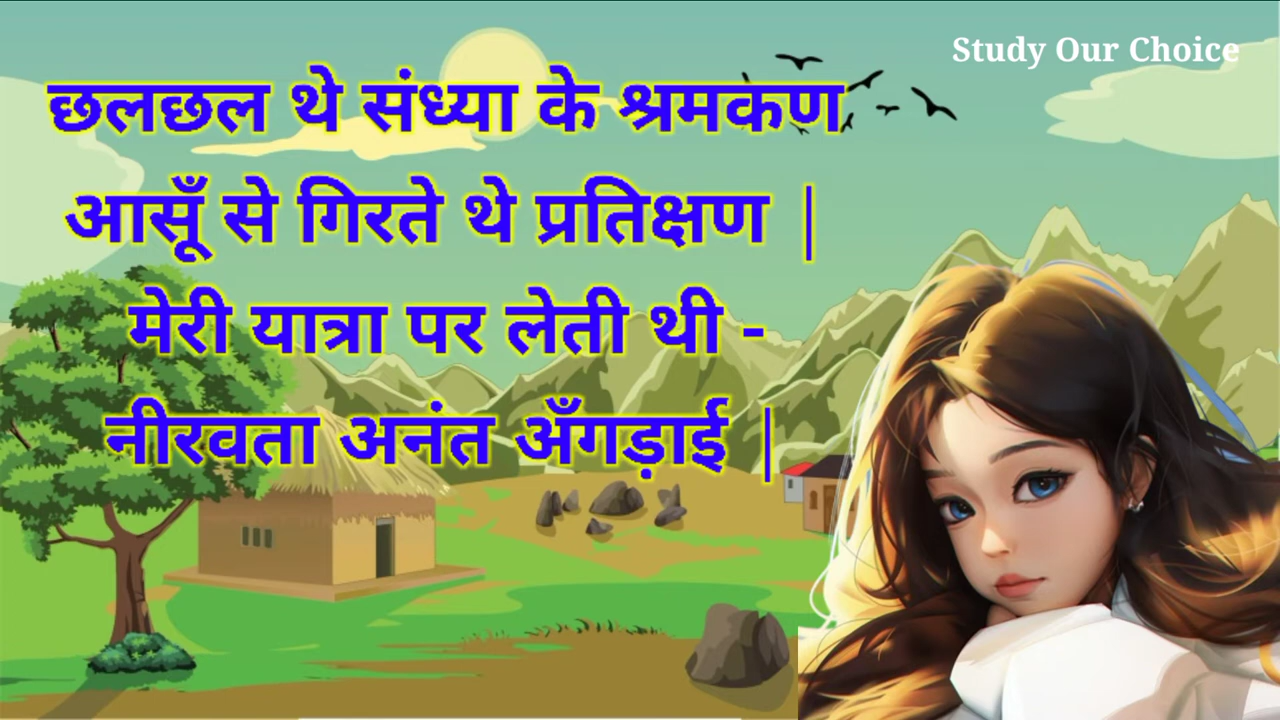 Study Our Choice
छलछल थे संध्या के श्रमकण
आसूँ से गिरते थे प्रतिक्षण |
मेरी यात्रा पर लेती थी -
नीरवता अनंत अँगड़ाई |